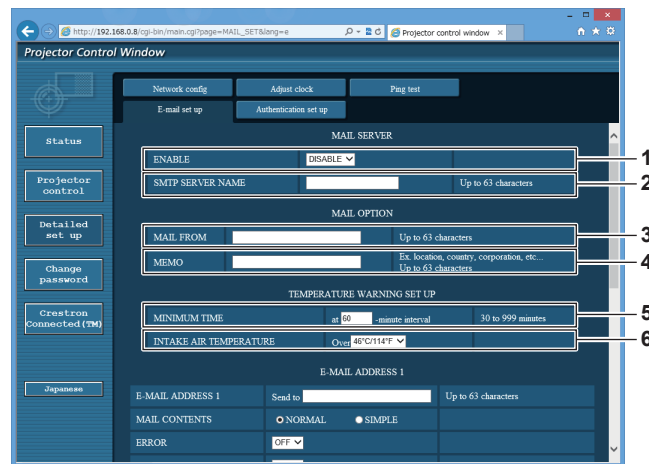 http://192.168.0.8/cgi-bin/main.cgi?page=MAIL_SET&lang=e
Projector control window
Projector Control Window
Network config Adjust clock Ping test
E-mail set up Authentication set up
Status
Projector
control
Detailed
set up
Change
password
Crestron
Connected(TM)
Japanese
MAIL SERVER
ENABLE DISABLE 1
SMTP SERVER NAME Up to 63 characters 2
MAIL OPTION
MAIL FROM Up to 63 characters 3
MEMO Ex. location, country, corporation, etc...
Up to 63 characters 4
TEMPERATURE WARNING SET UP
MINIMUM TIME at 60 -minute interval 30 to 999 minutes 5
INTAKE AIR TEMPERATURE Over 46°C/114°F 6
E-MAIL ADDRESS 1
E-MAIL ADDRESS 1 Send to Up to 63 characters
MAIL CONTENTS NORMAL SIMPLE
ERROR OFF